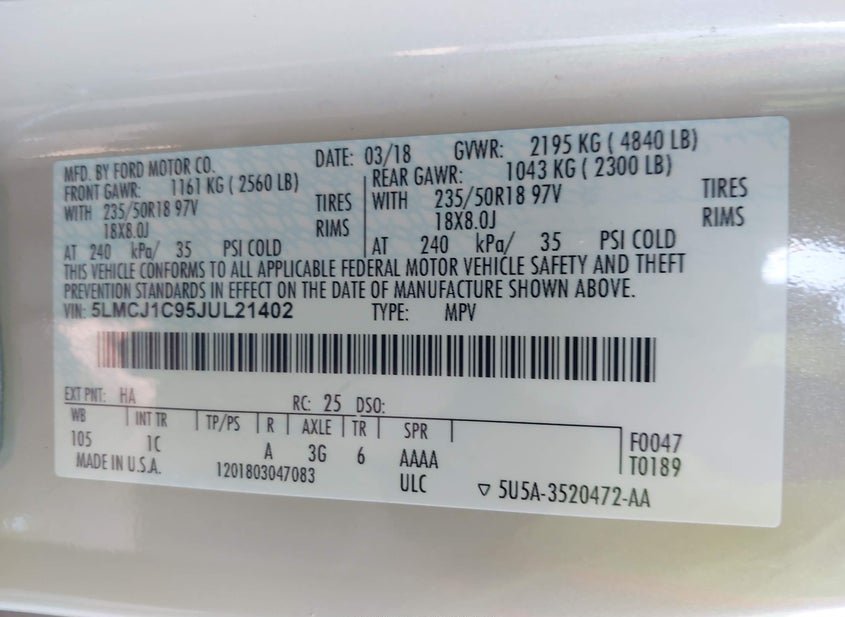 MFD. BY FORD MOTOR CO. DATE: 03/18 GVWR: 2195 KG ( 4840 LB)
FRONT GAWR: 1161 KG ( 2560 LB) REAR GAWR: 1043 KG ( 2300 LB)
WITH 235/50R18 97V TIRES WITH 235/50R18 97V TIRES
18X8.0J RIMS 18X8.0J RIMS
AT 240 kPa/ 35 PSI COLD AT 240 kPa/ 35 PSI COLD
THIS VEHICLE CONFORMS TO ALL APPLICABLE FEDERAL MOTOR VEHICLE SAFETY AND THEFT
PREVENTION STANDARDS IN EFFECT ON THE DATE OF MANUFACTURE SHOWN ABOVE.
VIN: 5LMCJ1C95JUL21402 TYPE: MPV
EXT PNT: HA RC: 25 DSO:
WB INT TR TP/PS R AXLE TR SPR F0047
105 1C A 3G 6 AAAA T0189
MADE IN U.S.A. 1201803047083 ULC ▽ 5U5A-3520472-AA